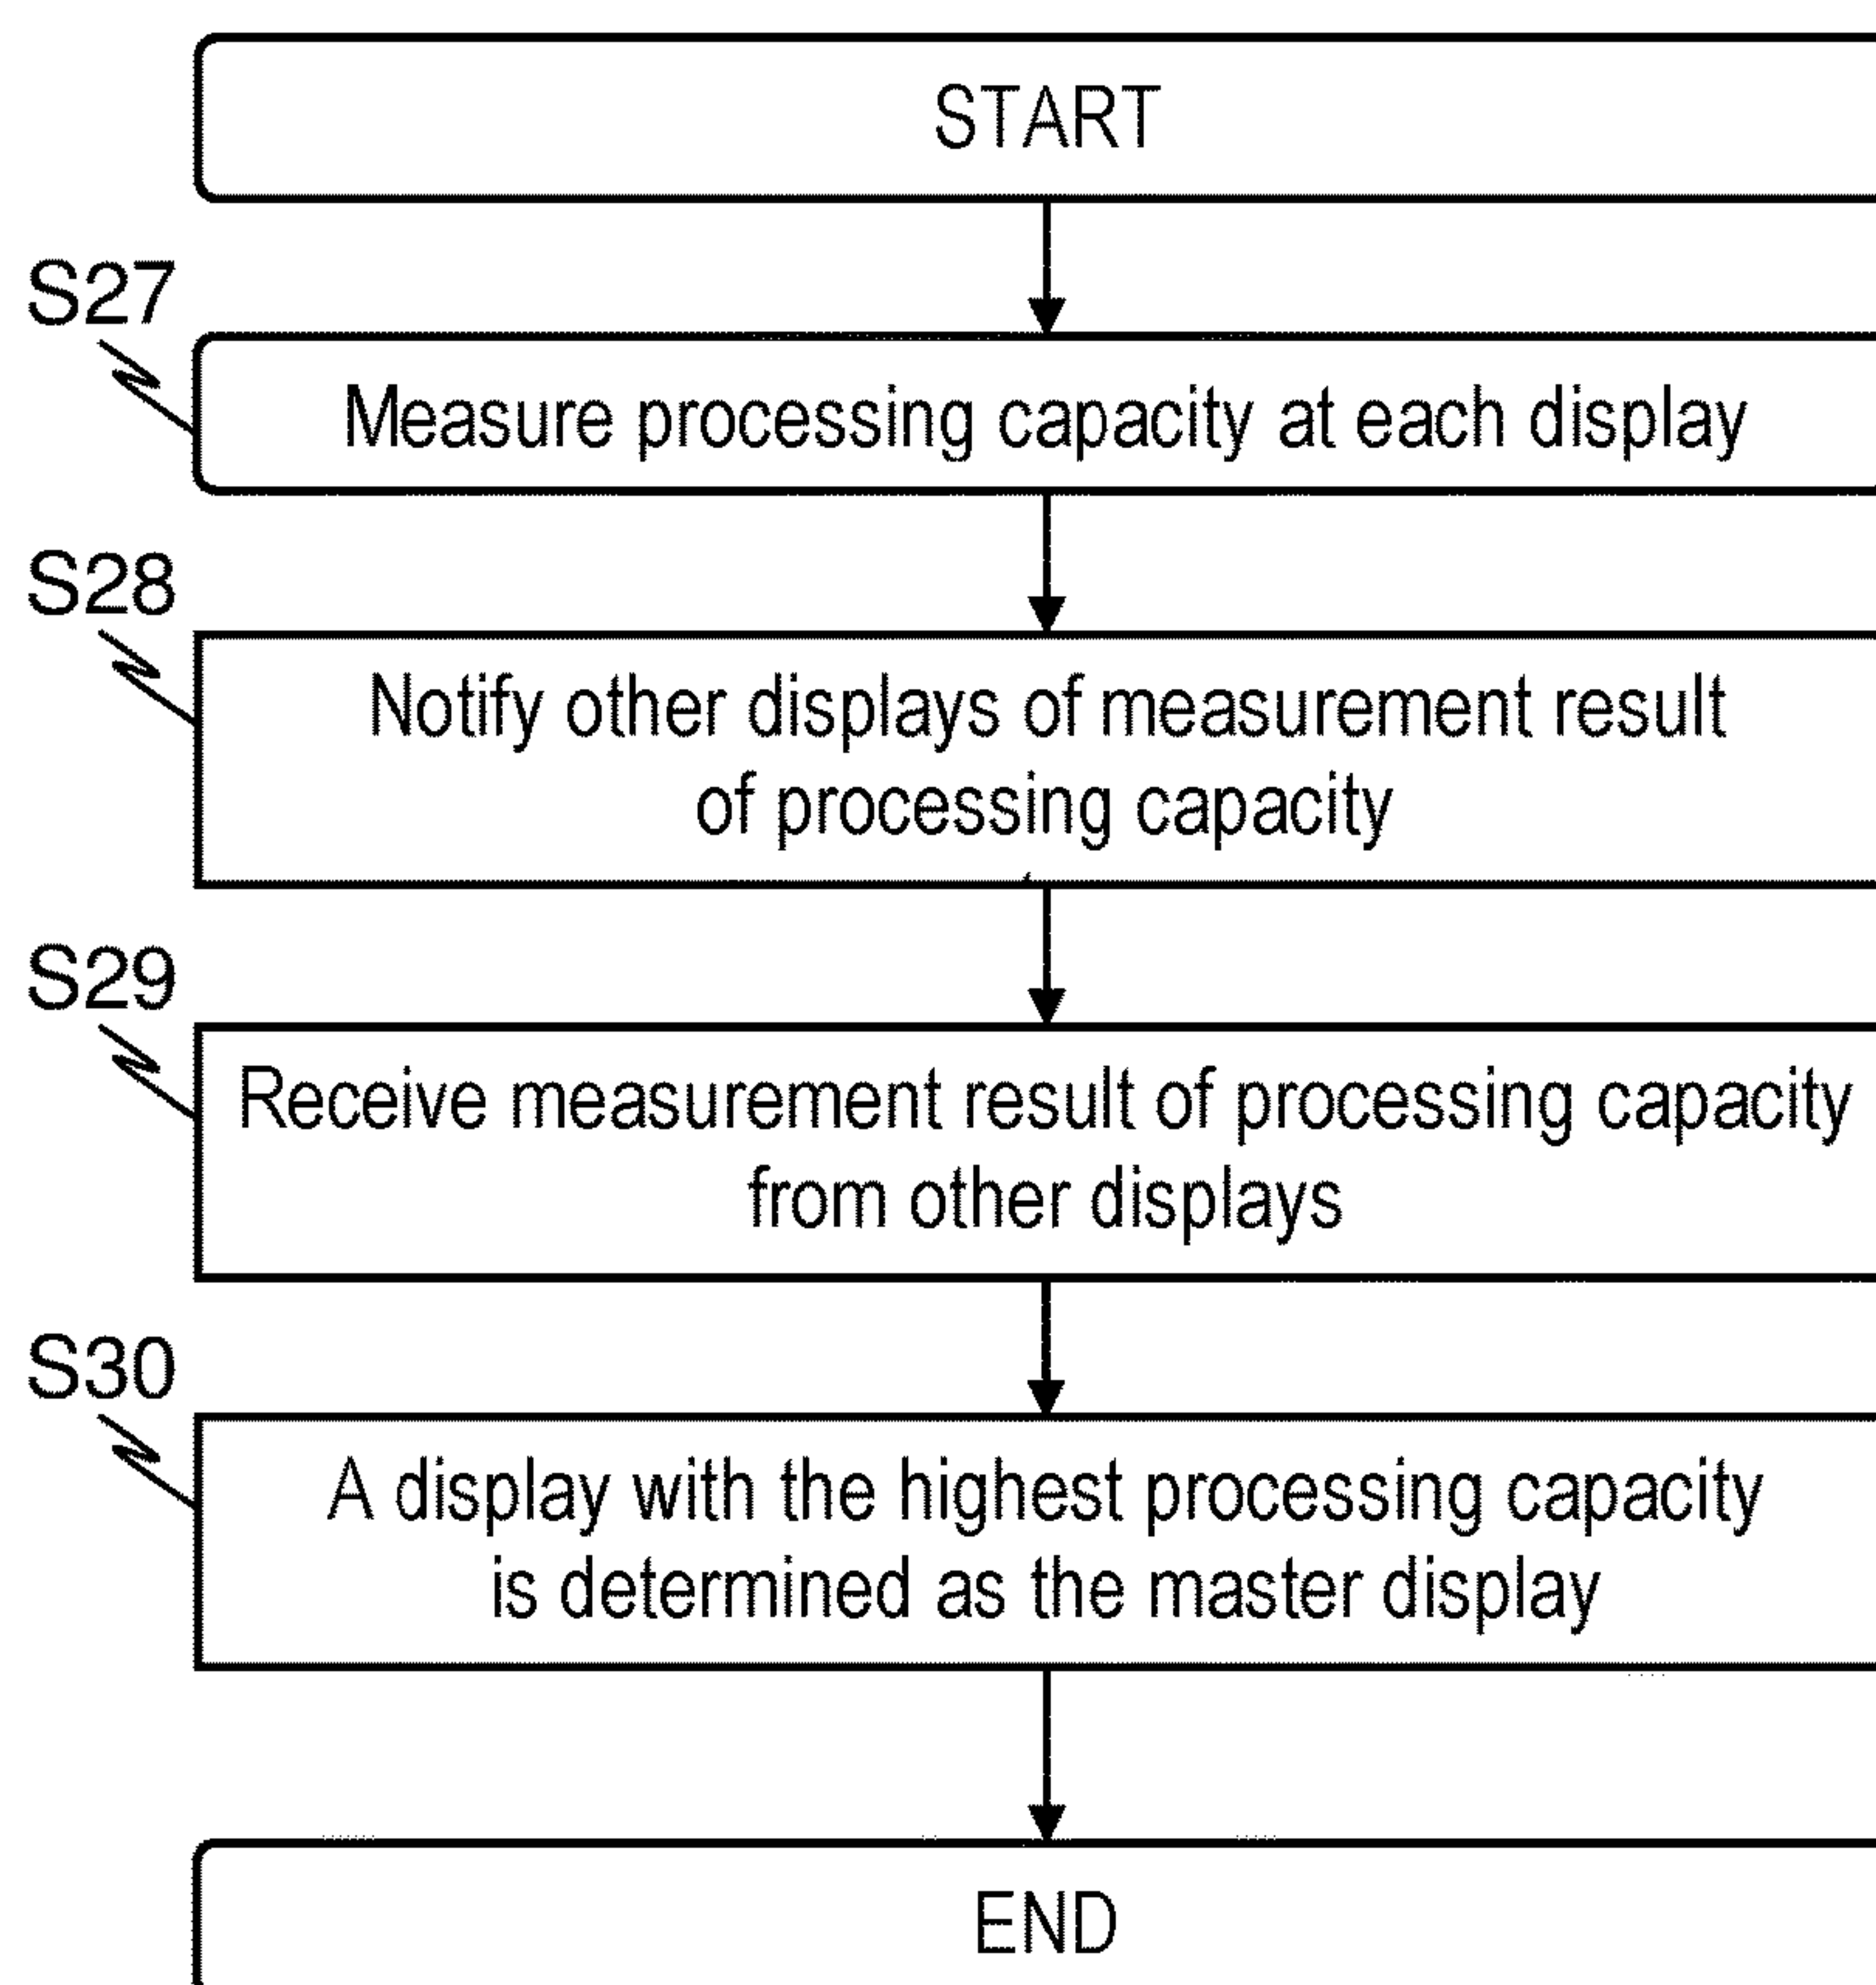 START
S27
Measure processing capacity at each display
S28
Notify other displays of measurement result
of processing capacity
S29
Receive measurement result of processing capacity
from other displays
S30
A display with the highest processing capacity
is determined as the master display
END